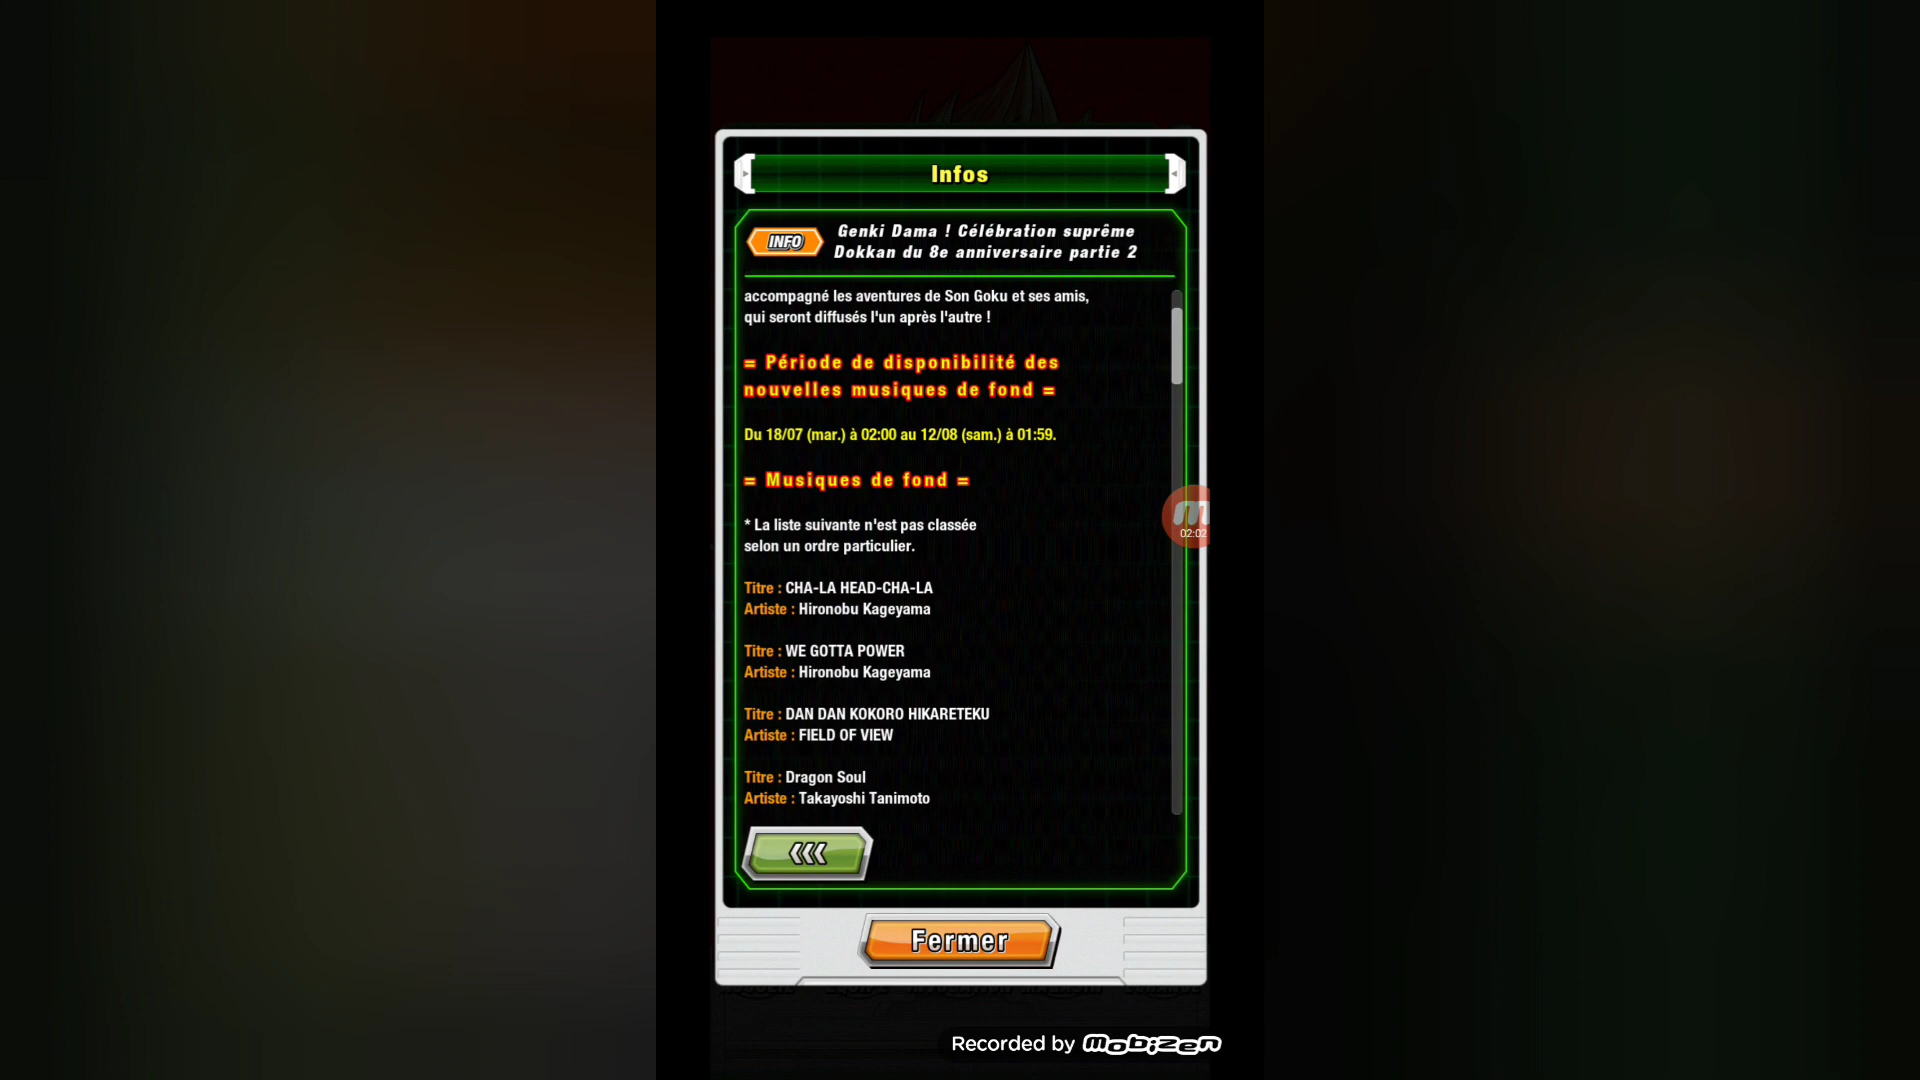 Infos
INFO
Genki Dama ! Célébration suprême
Dokkan du 8e anniversaire partie 2
accompagné les aventures de Son Goku et ses amis,
qui seront diffusés l'un après l'autre !
= Période de disponibilité des
nouvelles musiques de fond =
Du 18/07 (mar.) à 02:00 au 12/08 (sam.) à 01:59.
= Musiques de fond =
* La liste suivante n'est pas classée
selon un ordre particulier.
Titre : CHA-LA HEAD-CHA-LA
Artiste : Hironobu Kageyama
Titre : WE GOTTA POWER
Artiste : Hironobu Kageyama
Titre : DAN DAN KOKORO HIKARETEKU
Artiste : FIELD OF VIEW
Titre : Dragon Soul
Artiste : Takayoshi Tanimoto
02:02
Fermer
Recorded by Mobizen